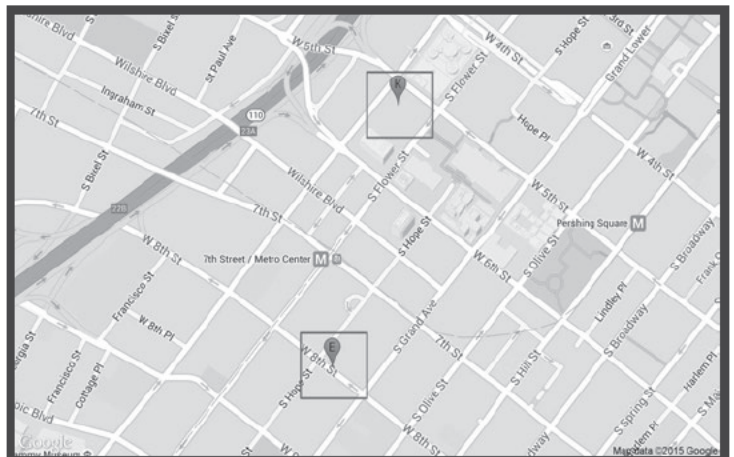 Wilshire Blvd
S Bixel St
St Paul Ave
W 5th St
W 4th St
S Hope St
3rd St
Grand Lower
Wilshire Blvd
Ingraham St
7th St
110
23A
K
S Flower St
Hope Pl
W 4th St
S Bixel St
Wilshire Blvd
S Flower St
W 5th St
22B
7th St
Pershing Square M
S Broadway
W 8th St
7th Street / Metro Center M
S Hope St
W 6th St
S Olive St
Francisco St
S Grand Ave
Lindley Pl
W 8th Pl
E
W 8th St
7th St
S Hill St
S Broadway
Francisco St
Cottage Pl
S Hope St
S Olive St
Harlem Pl
S Spring St
W 8th St
Google
Map data ©2015 Google